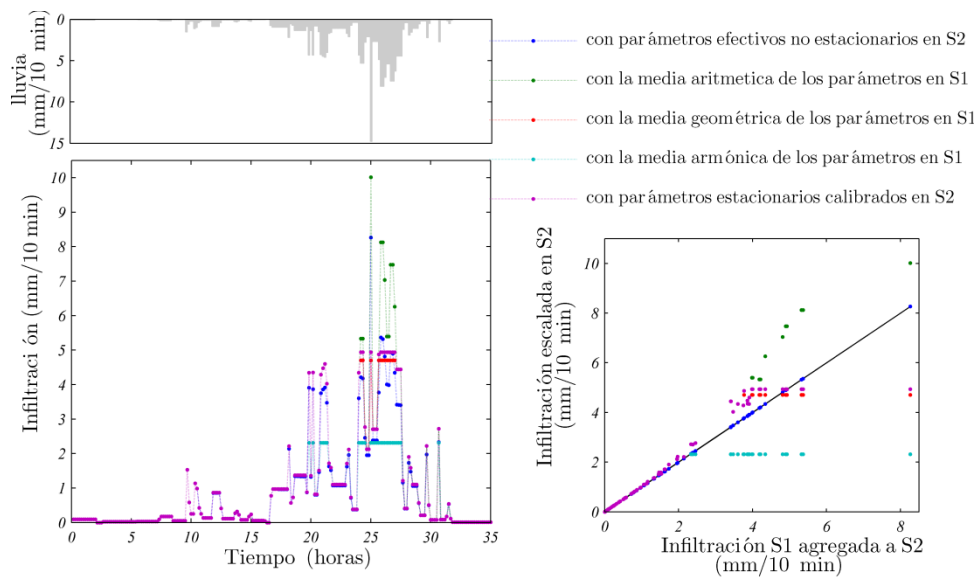 0
5
10
15
lluvia
(mm/10 min)
con parámetros efectivos no estacionarios en S2
con la media aritmetica de los parámetros en S1
con la media geométrica de los parámetros en S1
con la media armónica de los parámetros en S1
con parámetros estacionarios calibrados en S2
10
9
8
7
6
5
4
3
2
1
0
Infiltración (mm/10 min)
0 5 10 15 20 25 30 35
Tiempo (horas)
10
8
6
4
2
0
Infiltración escalada en S2
(mm/10 min)
0 2 4 6 8
Infiltración S1 agregada a S2
(mm/10 min)